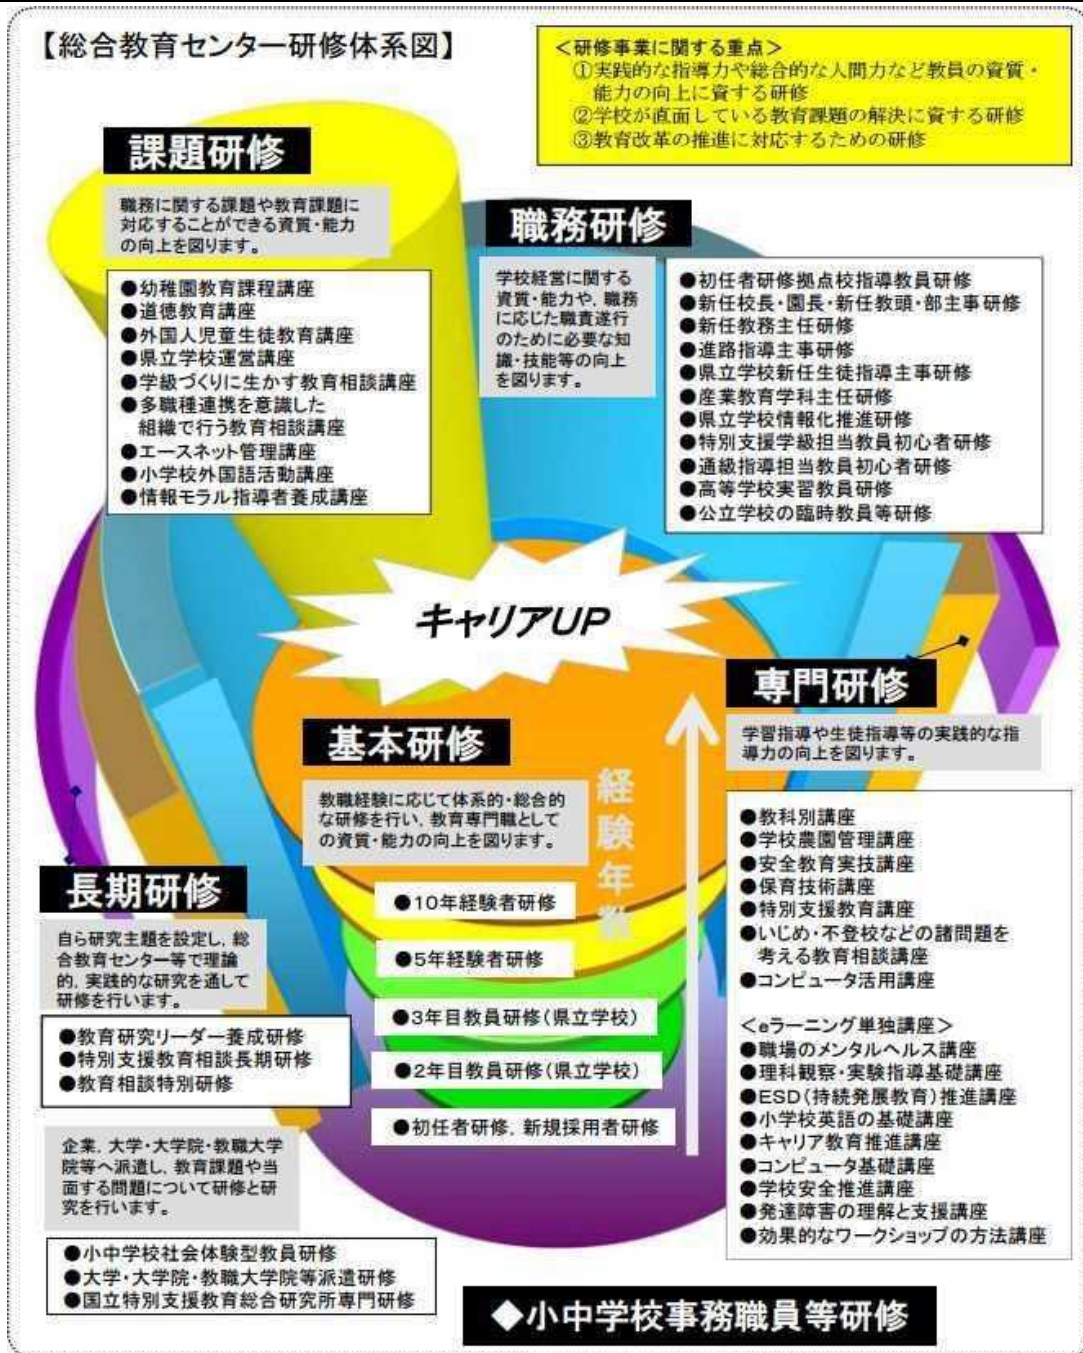 【総合教育センター研修体系図】
<研修事業に関する重点>
①実践的な指導力や総合的な人間力など教員の資質・
能力の向上に資する研修
②学校が直面している教育課題の解決に資する研修
③教育改革の推進に対応するための研修
課題研修
職務に関する課題や教育課題に
対応することができる資質・能力
の向上を図ります。
●幼稚園教育課程講座
●道徳教育講座
●外国人児童生徒教育講座
●県立学校運営講座
●学級づくりに生かす教育相談講座
●多職種連携を意識した
組織で行う教育相談講座
●エースネット管理講座
●小学校外国語活動講座
●情報モラル指導者養成講座
職務研修
学校経営に関する
資質・能力や、職務
に応じた職責遂行
のために必要な知
識・技能等の向上
を図ります。
●初任者研修拠点校指導教員研修
●新任校長・園長・新任教頭・部主事研修
●新任教務主任研修
●進路指導主事研修
●県立学校新任生徒指導主事研修
●産業教育学科主任研修
●県立学校情報化推進研修
●特別支援学級担当教員初心者研修
●通級指導担当教員初心者研修
●高等学校実習教員研修
●公立学校の臨時教員等研修
キャリアUP
基本研修
教職経験に応じて体系的・総合的
な研修を行い、教育専門職として
の資質・能力の向上を図ります。
経験年数
●10年経験者研修
●5年経験者研修
●3年目教員研修(県立学校)
●2年目教員研修(県立学校)
●初任者研修、新規採用者研修
専門研修
学習指導や生徒指導等の実践的な指
導力の向上を図ります。
●教科別講座
●学校農園管理講座
●安全教育実技講座
●保育技術講座
●特別支援教育講座
●いじめ・不登校などの諸問題を
考える教育相談講座
●コンピュータ活用講座
<eラーニング単独講座>
●職場のメンタルヘルス講座
●理科観察・実験指導基礎講座
●ESD(持続発展教育)推進講座
●小学校英語の基礎講座
●キャリア教育推進講座
●コンピュータ基礎講座
●学校安全推進講座
●発達障害の理解と支援講座
●効果的なワークショップの方法講座
長期研修
自ら研究主題を設定し、総
合教育センター等で理論
的、実践的な研究を通して
研修を行います。
●教育研究リーダー養成研修
●特別支援教育相談長期研修
●教育相談特別研修
企業、大学・大学院・教職大学
院等へ派遣し、教育課題や当
面する問題について研修と研
究を行います。
●小中学校社会体験型教員研修
●大学・大学院・教職大学院等派遣研修
●国立特別支援教育総合研究所専門研修
◆小中学校事務職員等研修